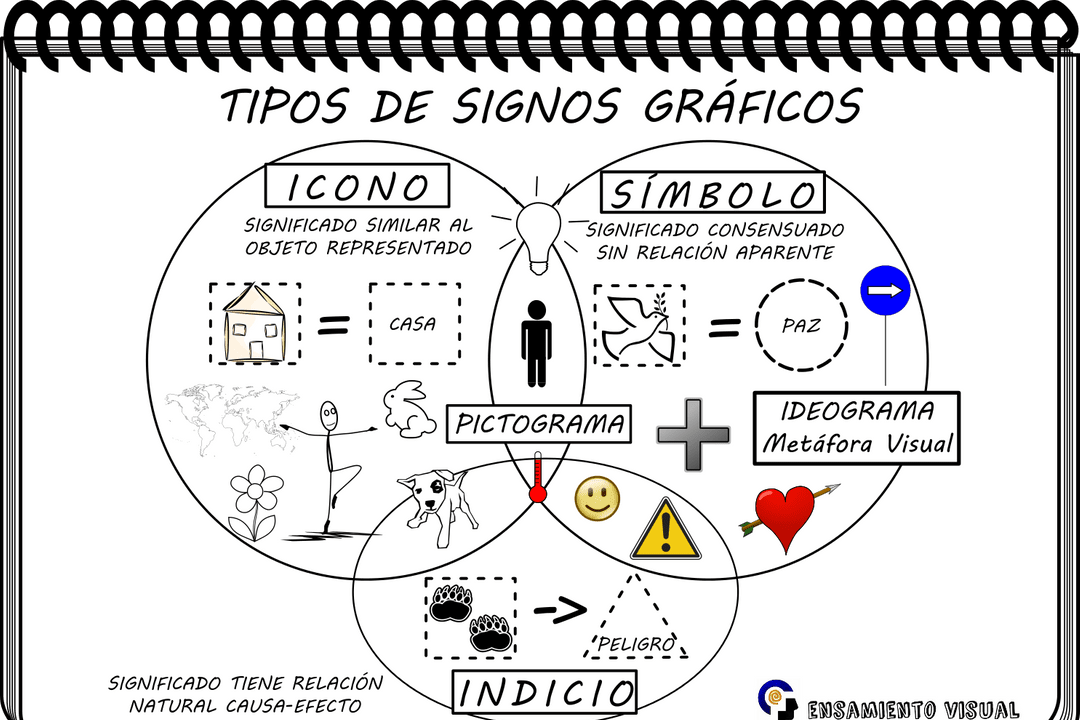 TIPOS DE SIGNOS GRÁFICOS
ICONO
SIGNIFICADO SIMILAR AL
OBJETO REPRESENTADO
SÍMBOLO
SIGNIFICADO CONSENSUADO
SIN RELACIÓN APARENTE
=
CASA
=
PAZ
PICTOGRAMA
IDEOGRAMA
Metáfora Visual
PELIGRO
INDICIO
SIGNIFICADO TIENE RELACIÓN
NATURAL CAUSA-EFECTO
ENSAMIENTO VISUAL